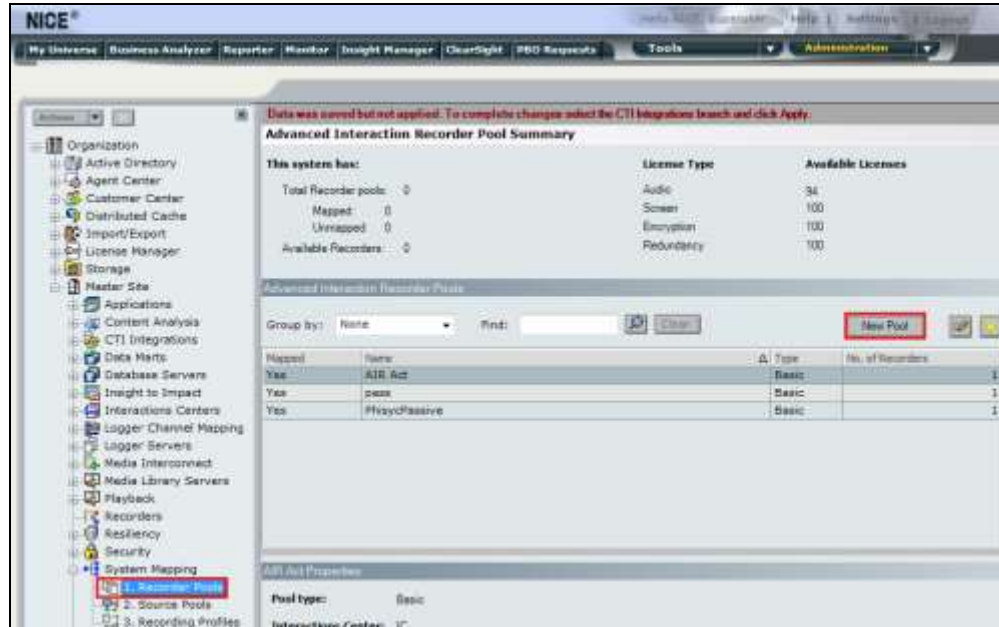 NICE®
Help | Settings |
My Universe Business Analyzer Reporter Monitor Insight Manager ClearSight PBO Requests Tools Administration
Actions
Data was saved but not applied. To complete changes select the CTI Integrations branch and click Apply.
Advanced Interaction Recorder Pool Summary
Organization
Active Directory
Agent Center
Customer Center
Distributed Cache
Import/Export
License Manager
Storage
Master Site
Applications
Content Analysis
CTI Integrations
Data Marts
Database Servers
Insight to Impact
Interactions Centers
Logger Channel Mapping
Logger Servers
Media Interconnect
Media Library Servers
Playback
Recorders
Resiliency
Security
System Mapping
1. Recorder Pools
2. Source Pools
3. Recording Profiles
This system has: License Type Available Licenses
Total Recorder pools: 0 Audio 94
Mapped: 0 Screen 100
Unmapped: 0 Encryption 100
Available Recorders: 0 Redundancy 100
Advanced Interaction Recorder Pools
Group by: None Find: Clear New Pool
Mapped Name Type No. of Recorders
Yes AIR Act Basic 1
Yes pass Basic 1
Yes Basic 1
AIR Act Properties
Pool type: Basic
Interactions Center: IC